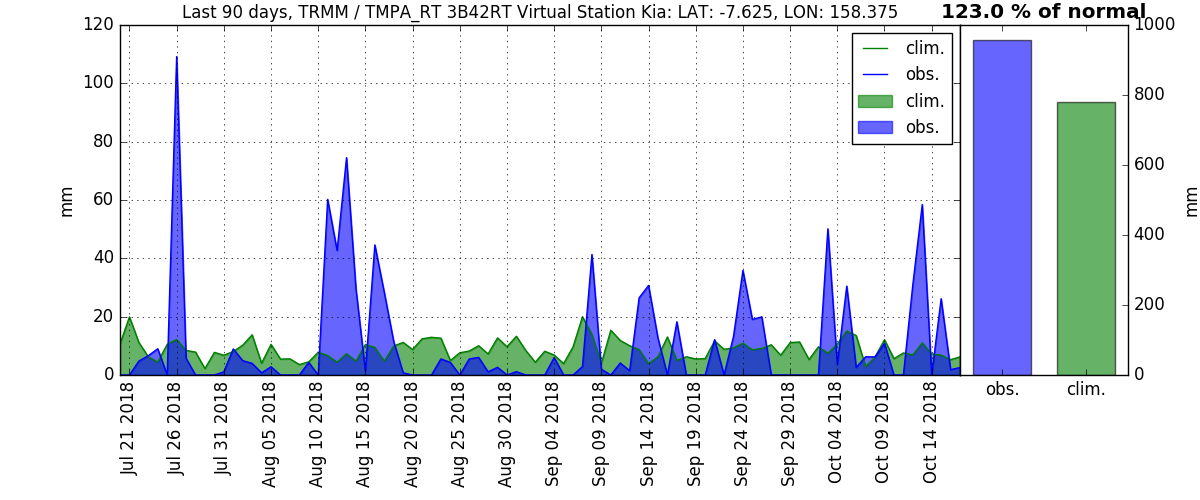 Last 90 days, TRMM / TMPA_RT 3B42RT Virtual Station Kia: LAT: -7.625, LON: 158.375
123.0 % of normal
120
100
80
60
40
20
0
mm
clim.
obs.
clim.
obs.
1000
800
600
400
200
0
mm
Jul 21 2018
Jul 26 2018
Jul 31 2018
Aug 05 2018
Aug 10 2018
Aug 15 2018
Aug 20 2018
Aug 25 2018
Aug 30 2018
Sep 04 2018
Sep 09 2018
Sep 14 2018
Sep 19 2018
Sep 24 2018
Sep 29 2018
Oct 04 2018
Oct 09 2018
Oct 14 2018
obs.
clim.